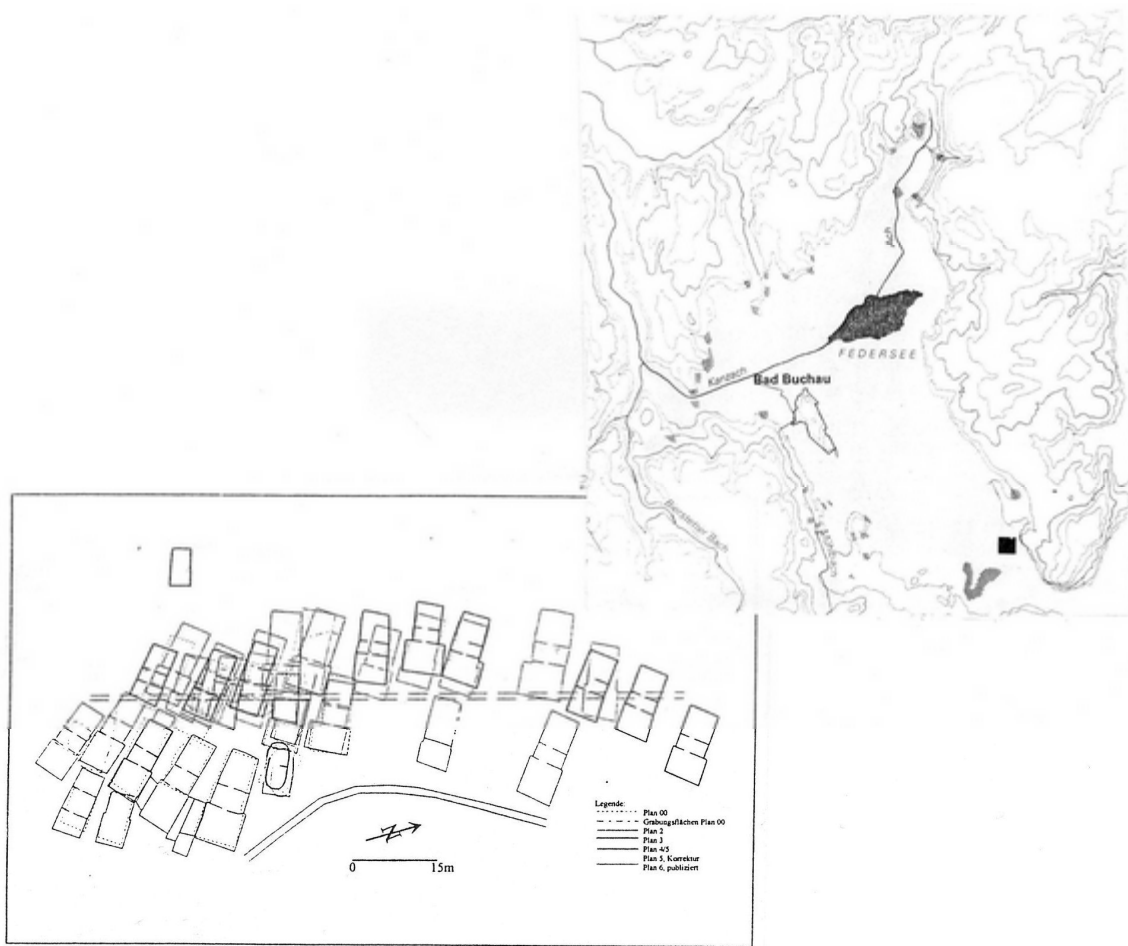 Ach
FEDERSEE
Kanzach
Bad Buchau
Bach
Legende:
Plan 00
Grabungsflächen Plan 00
Plan 2
Plan 3
Plan 4/5
Plan 5, Korrektur
Plan 6, publiziert
N
0 15m